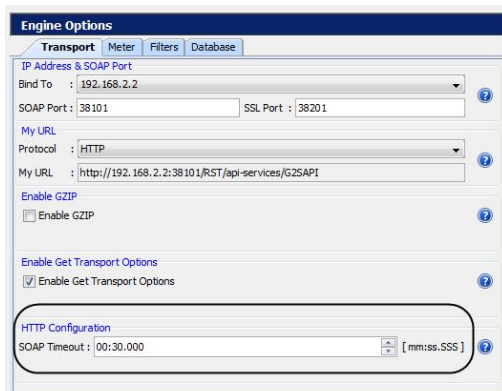 Engine Options
Transport Meter Filters Database
IP Address & SOAP Port
Bind To : 192.168.2.2
SOAP Port : 38101 SSL Port : 38201
My URL
Protocol : HTTP
My URL : http://192.168.2.2:38101/RST/api-services/G2SAPI
Enable GZIP
Enable GZIP
Enable Get Transport Options
Enable Get Transport Options
HTTP Configuration
SOAP Timeout : 00:30.000 [ mm:ss.SSS ]